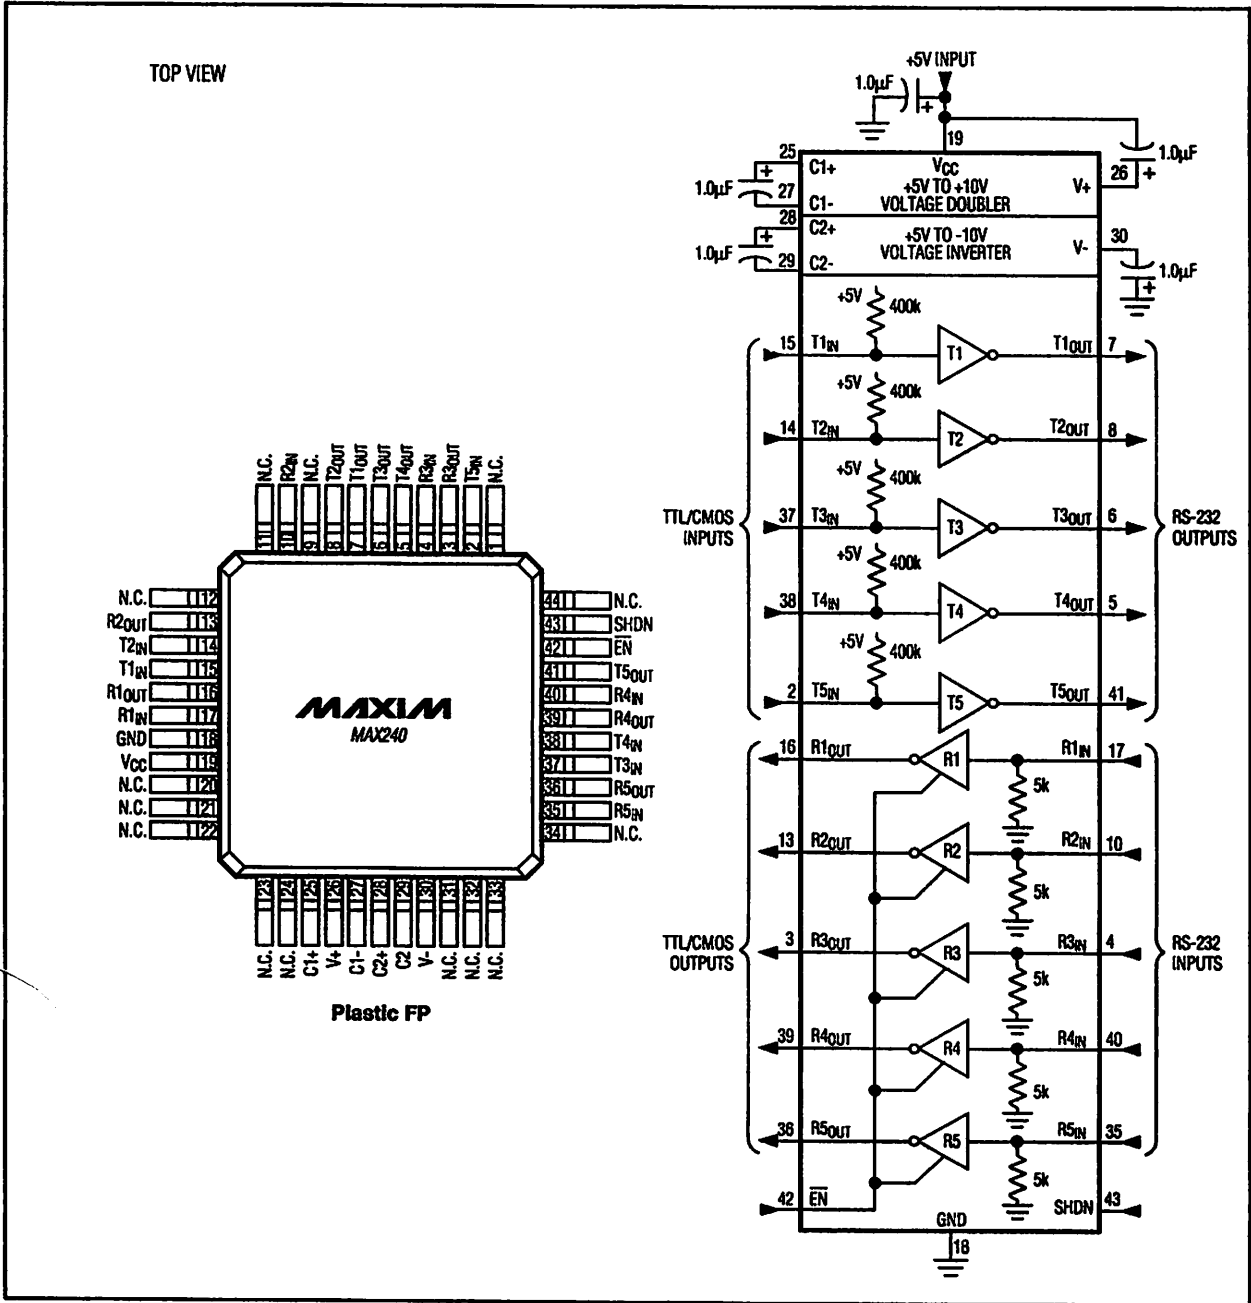 TOP VIEW
N.C. R2IN N.C. T2OUT T1OUT T3OUT T4OUT R3IN R3OUT T5IN N.C.
11 10 9 8 7 6 5 4 3 2 1
N.C. 12
R2OUT 13
T2IN 14
T1IN 15
R1OUT 16
R1IN 17
GND 18
VCC 19
N.C. 20
N.C. 21
N.C. 22
MAXIM
MAX240
44 N.C.
43 SHDN
42 E̅N̅
41 T5OUT
40 R4IN
39 R4OUT
38 T4IN
37 T3IN
36 R5OUT
35 R5IN
34 N.C.
23 24 25 26 27 28 29 30 31 32 33
N.C. N.C. C1+ V+ C1- C2+ C2 V- N.C. N.C. N.C.
Plastic FP
+5V INPUT
1.0µF +
19
25 C1+ VCC
1.0µF + +5V TO +10V V+ 26 + 1.0µF
27 C1- VOLTAGE DOUBLER
28 C2+ +5V TO -10V V- 30
1.0µF + VOLTAGE INVERTER + 1.0µF
29 C2-
+5V 400k
15 T1IN T1 T1OUT 7
+5V 400k
14 T2IN T2 T2OUT 8
+5V 400k
TTL/CMOS INPUTS
37 T3IN T3 T3OUT 6
RS-232 OUTPUTS
+5V 400k
38 T4IN T4 T4OUT 5
+5V 400k
2 T5IN T5 T5OUT 41
16 R1OUT R1 R1IN 17
5k
13 R2OUT R2 R2IN 10
5k
TTL/CMOS OUTPUTS
3 R3OUT R3 R3IN 4
RS-232 INPUTS
5k
39 R4OUT R4 R4IN 40
5k
36 R5OUT R5 R5IN 35
5k
42 E̅N̅ SHDN 43
GND
18